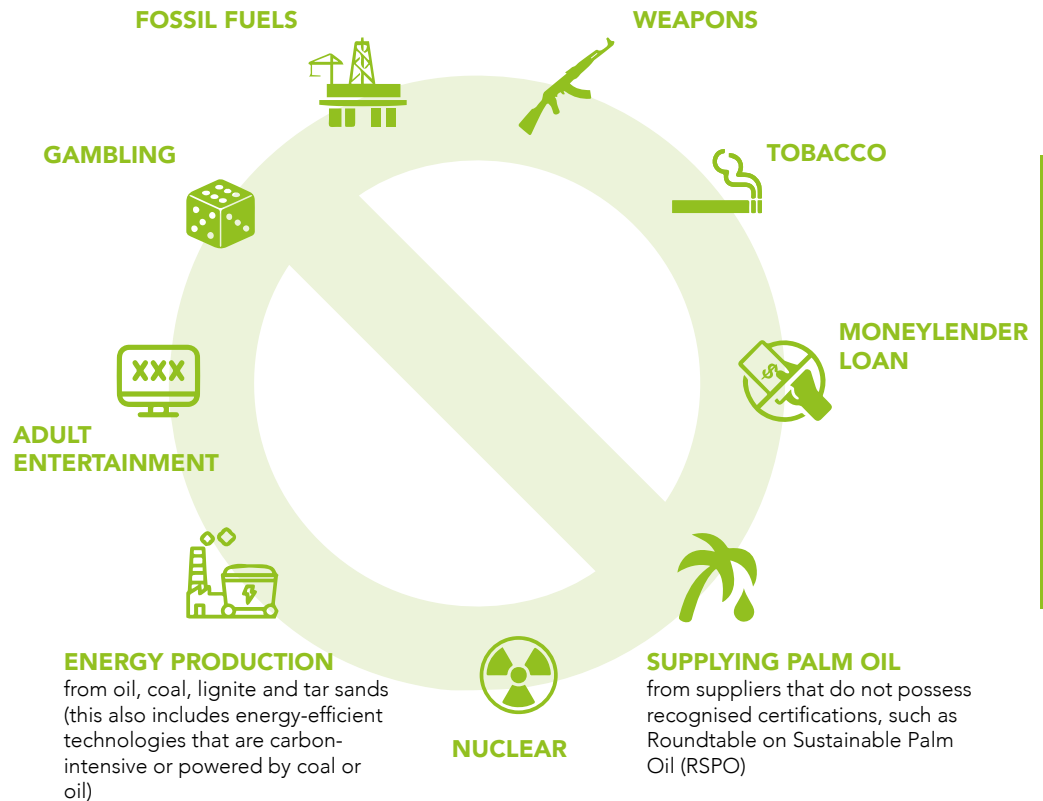 FOSSIL FUELS
WEAPONS
GAMBLING
TOBACCO
MONEYLENDER
LOAN
$
XXX
ADULT
ENTERTAINMENT
ENERGY PRODUCTION
from oil, coal, lignite and tar sands
(this also includes energy-efficient
technologies that are carbon-
intensive or powered by coal or
oil)
NUCLEAR
SUPPLYING PALM OIL
from suppliers that do not possess
recognised certifications, such as
Roundtable on Sustainable Palm
Oil (RSPO)